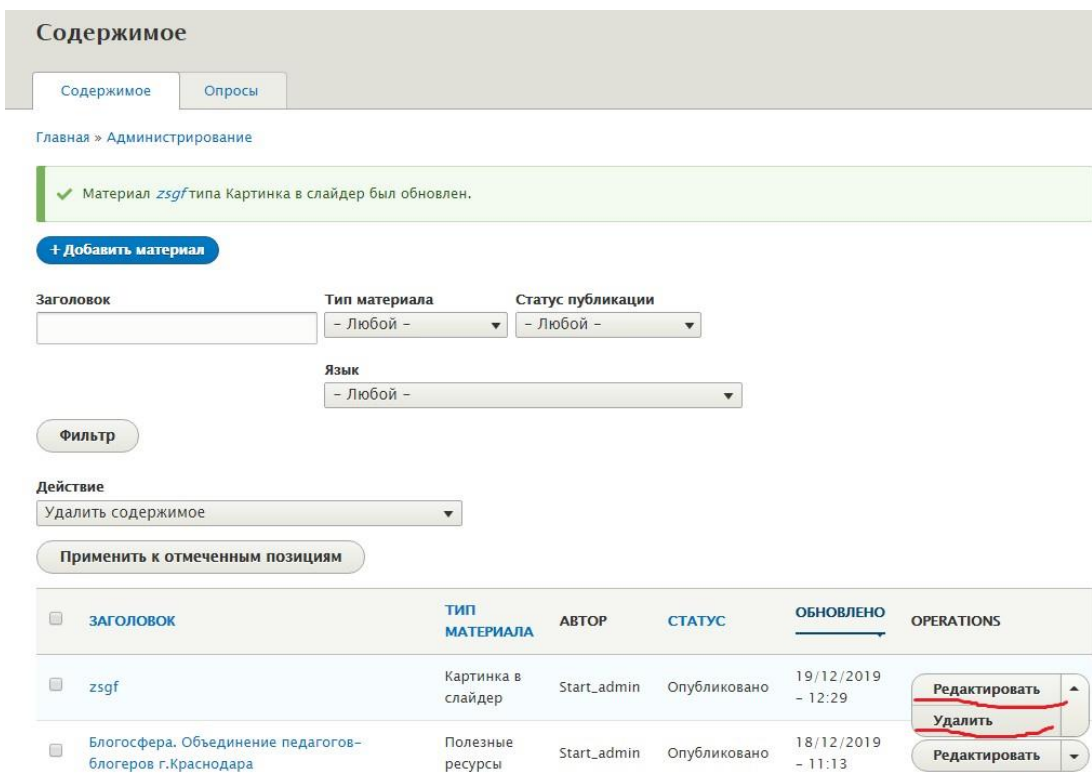 Содержимое
Содержимое
Опросы
Главная » Администрирование
Материал zsgf типа Картинка в слайдер был обновлен.
+ Добавить материал
Заголовок
Тип материала
Статус публикации
– Любой –
– Любой –
Язык
– Любой –
Фильтр
Действие
Удалить содержимое
Применить к отмеченным позициям
ЗАГОЛОВОК
ТИП
МАТЕРИАЛА
АВТОР
СТАТУС
ОБНОВЛЕНО
OPERATIONS
zsgf
Картинка в
слайдер
Start_admin
Опубликовано
19/12/2019
– 12:29
Редактировать
Удалить
Блогосфера. Объединение педагогов–
блогеров г.Краснодара
Полезные
ресурсы
Start_admin
Опубликовано
18/12/2019
– 11:13
Редактировать